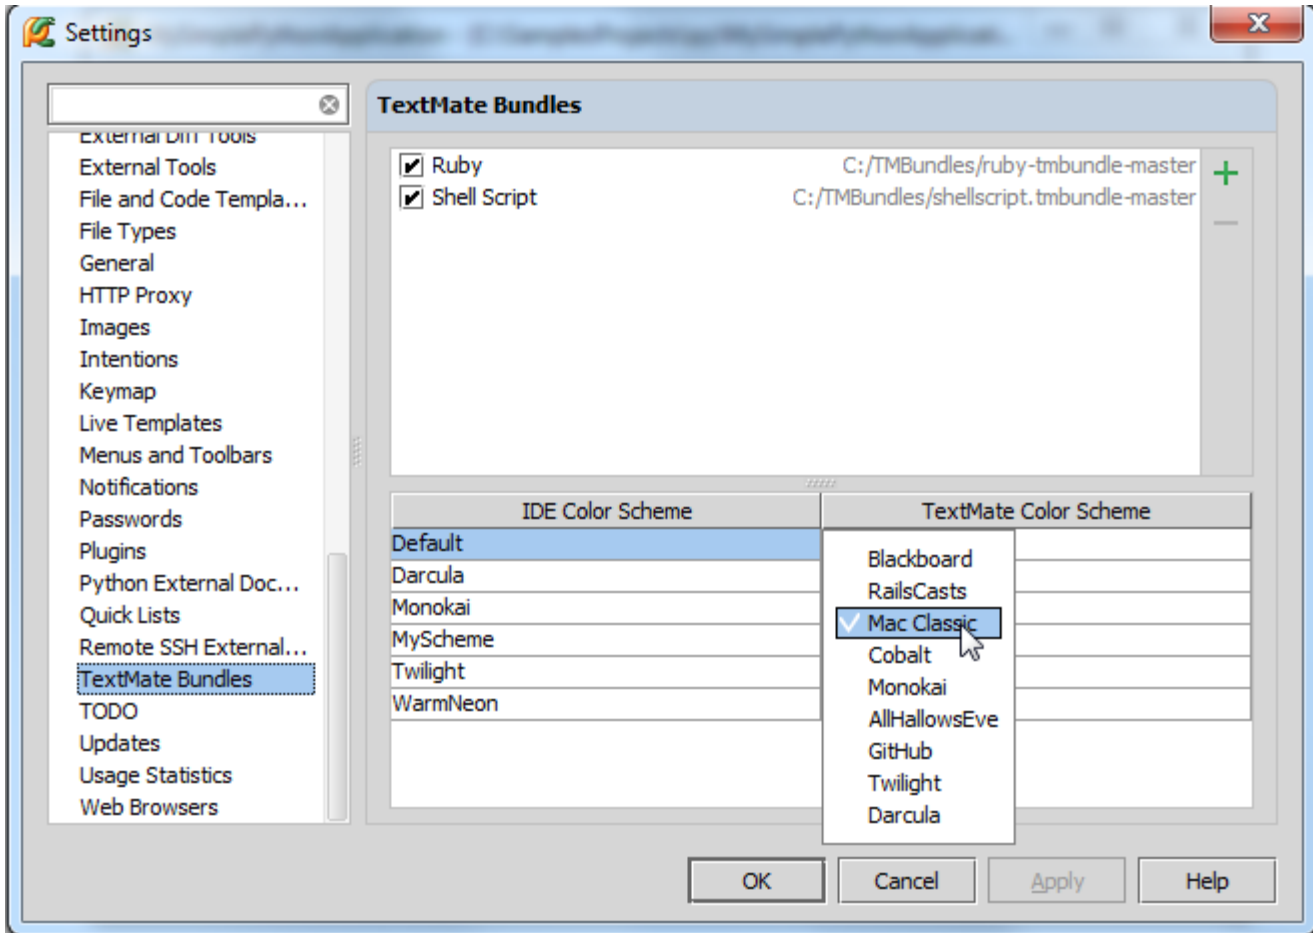 Settings
External Diff Tools
External Tools
File and Code Templa...
File Types
General
HTTP Proxy
Images
Intentions
Keymap
Live Templates
Menus and Toolbars
Notifications
Passwords
Plugins
Python External Doc...
Quick Lists
Remote SSH External...
TextMate Bundles
TODO
Updates
Usage Statistics
Web Browsers
TextMate Bundles
Ruby C:/TMBundles/ruby-tmbundle-master
Shell Script C:/TMBundles/shellscript.tmbundle-master
IDE Color Scheme TextMate Color Scheme
Default
Darcula
Monokai
MyScheme
Twilight
WarmNeon
Blackboard
RailsCasts
Mac Classic
Cobalt
Monokai
AllHallowsEve
GitHub
Twilight
Darcula
OK Cancel Apply Help